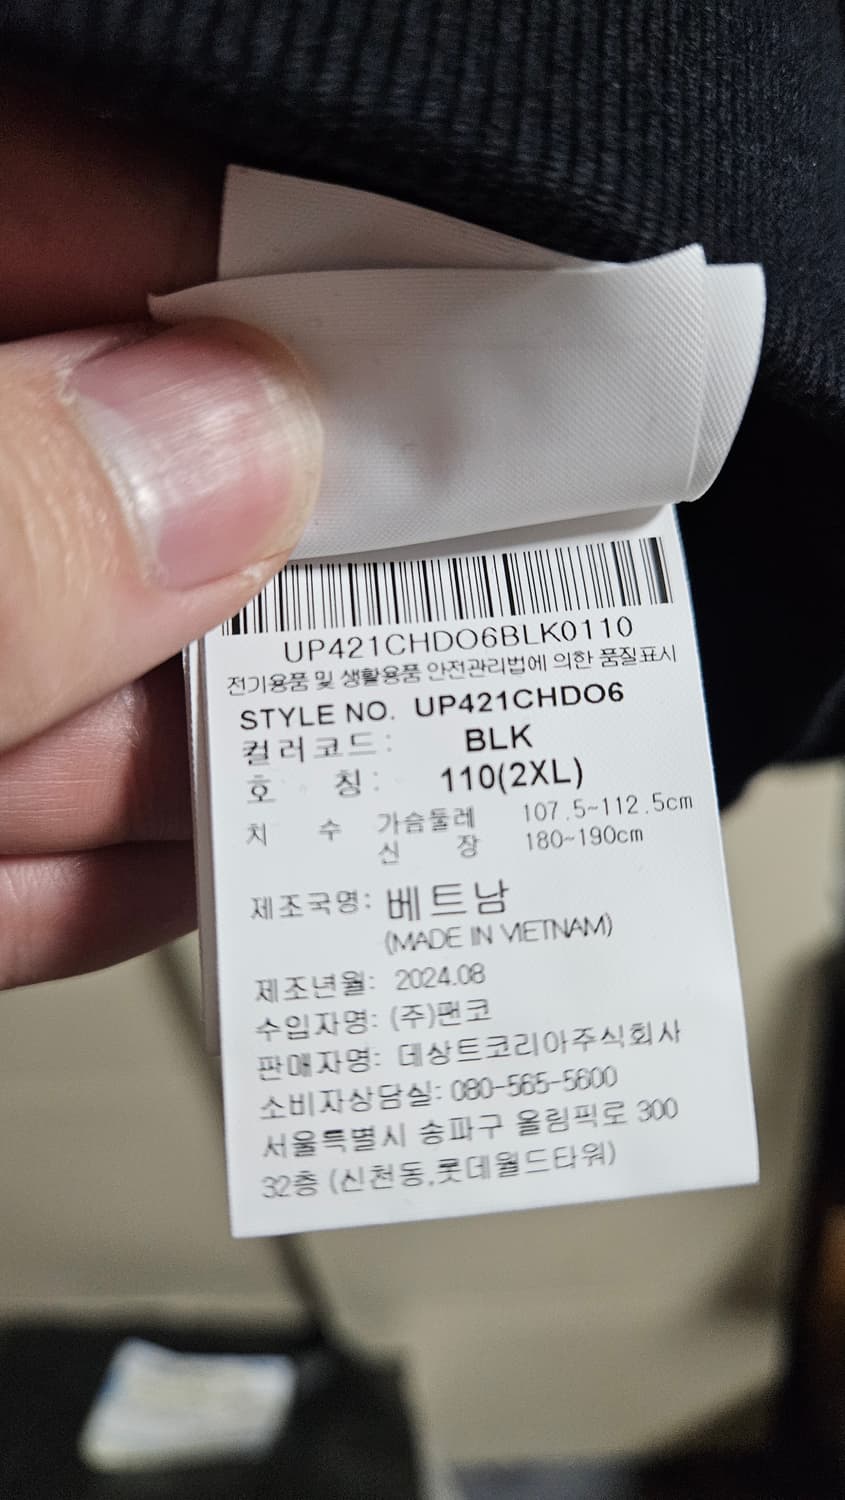 UP421CHDO6BLK0110
전기용품 및 생활용품 안전관리법에 의한 품질표시
STYLE NO. UP421CHDO6
컬러코드: BLK
호 칭: 110(2XL)
치 수 가슴둘레 107.5~112.5cm
신 장 180~190cm
제조국명: 베트남
(MADE IN VIETNAM)
제조년월: 2024.08
수입자명: (주)팬코
판매자명: 데상트코리아주식회사
소비자상담실: 080-565-5600
서울특별시 송파구 올림픽로 300
32층 (신천동,롯데월드타워)